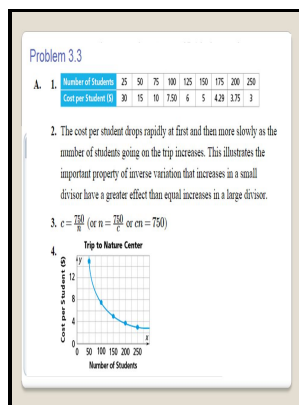 Problem 3.3
A. 1. Number of Students 25 50 75 100 125 150 175 200 250
Cost per Student ($) 30 15 10 7.50 6 5 4.29 3.75 3
2. The cost per student drops rapidly at first and then more slowly as the
number of students going on the trip increases. This illustrates the
important property of inverse variation that increases in a small
divisor have a greater effect than equal increases in a large divisor.
3. c = 750/n (or n = 750/c or cn = 750)
4. Trip to Nature Center
y
Cost per Student ($)
12
8
4
0
x
0 50 100 150 200 250
Number of Students